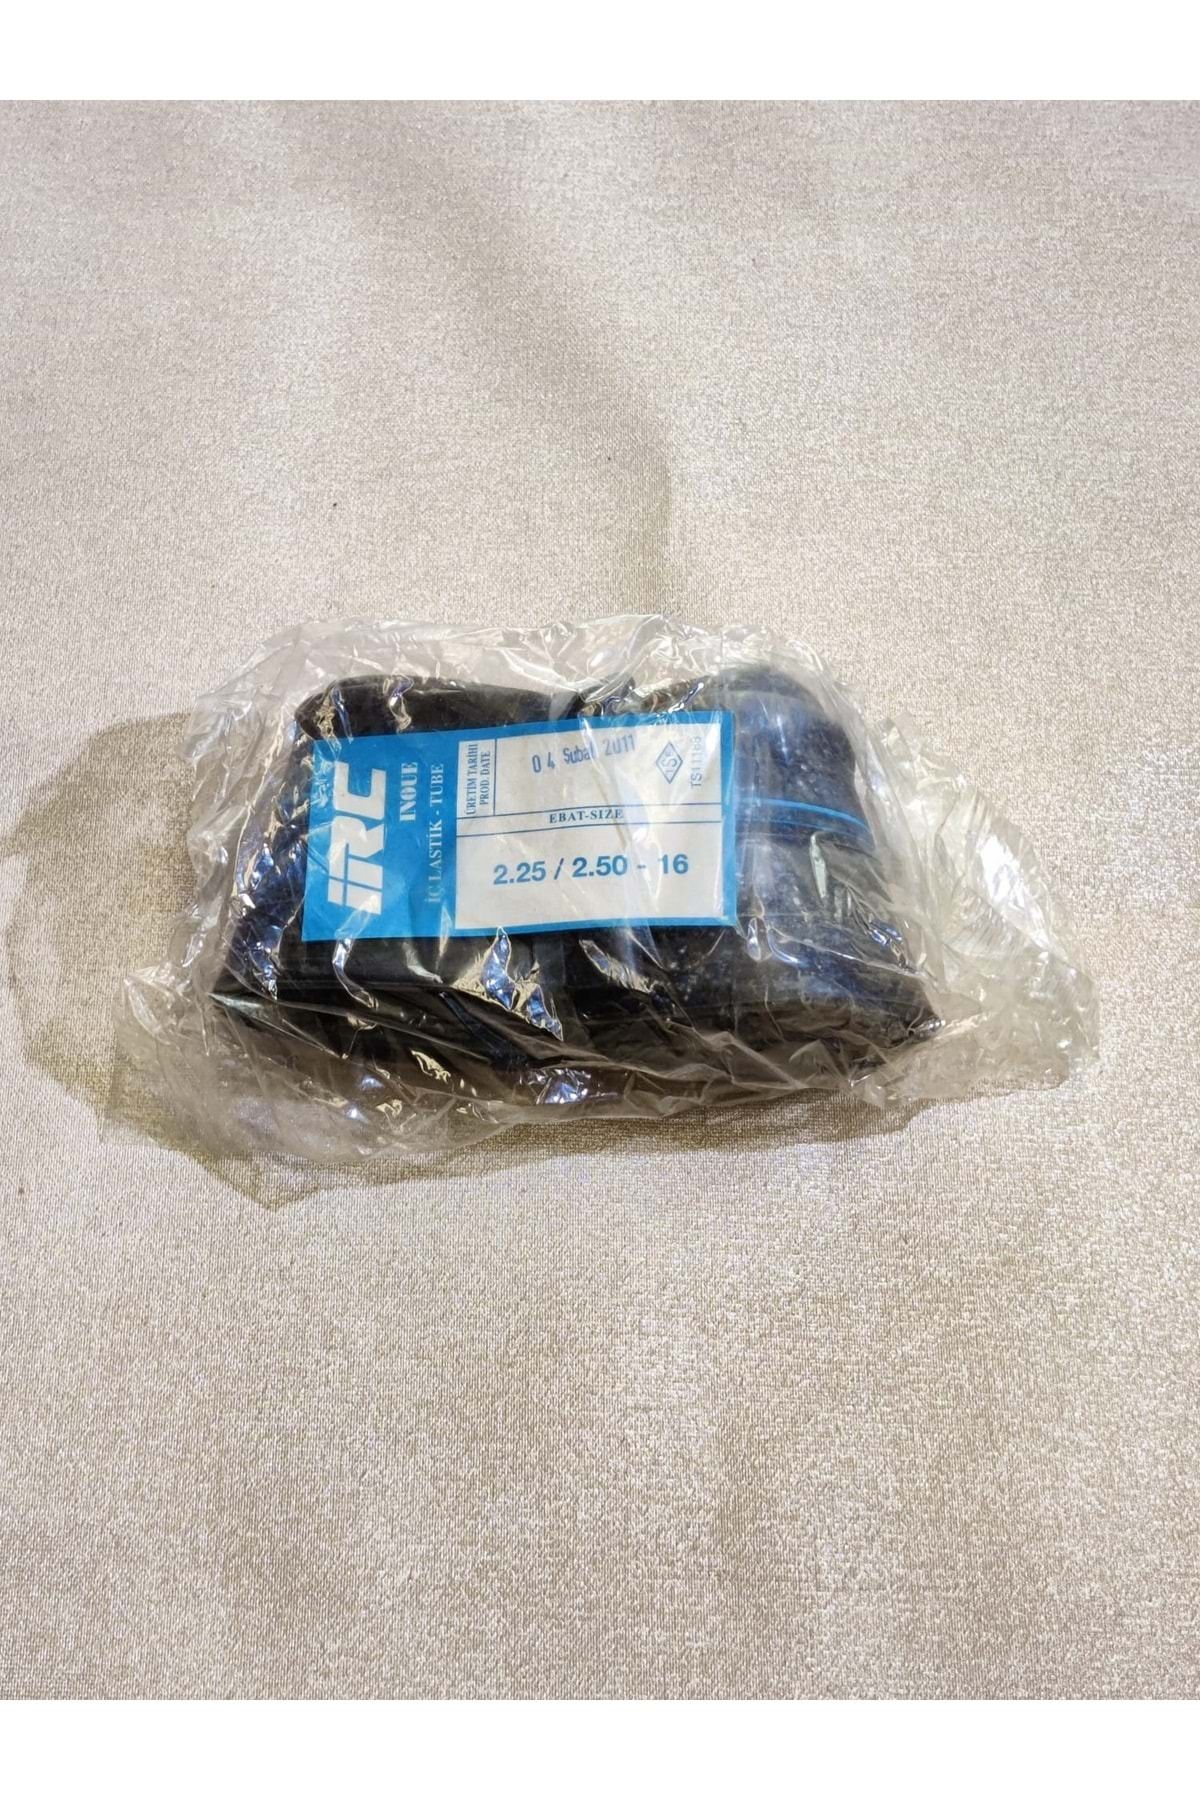 IRC
INOUE
İÇ LASTİK - TUBE
ÜRETİM TARİHİ
PROD. DATE
04 Şubat 2011
TSE
EBAT-SIZE
2.25 / 2.50 - 16